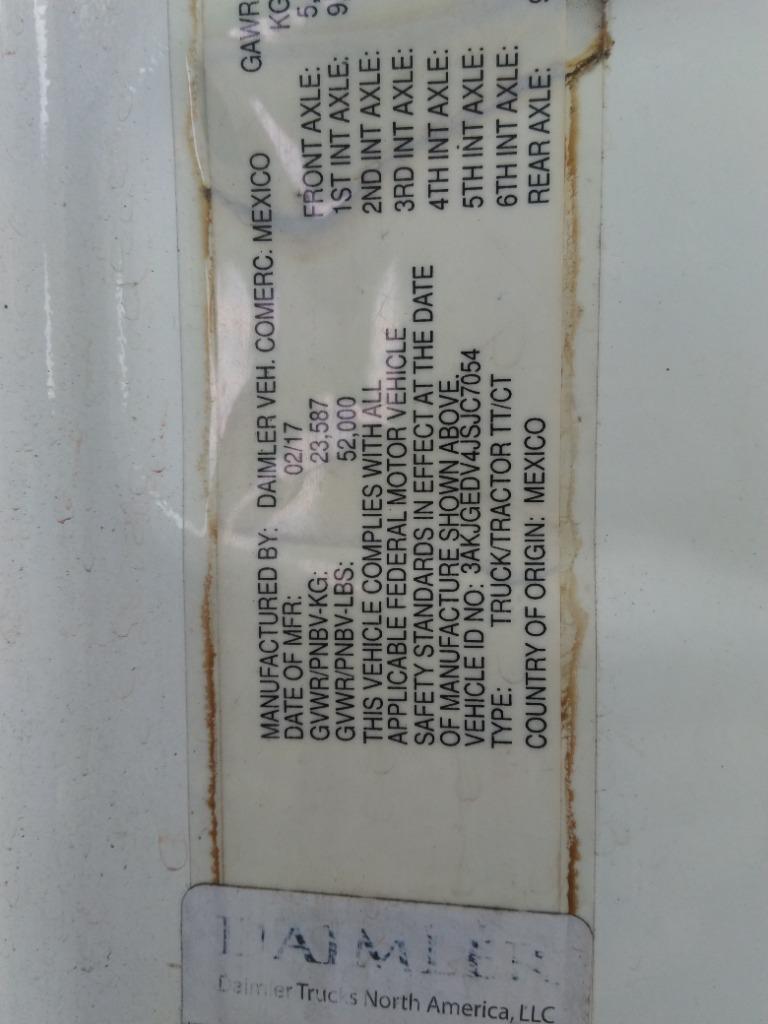 DAIMLER
Daimler Trucks North America, LLC
MANUFACTURED BY: DAIMLER VEH. COMERC. MEXICO
DATE OF MFR: 02/17
GVWR/PNBV-KG: 23,587
GVWR/PNBV-LBS: 52,000
THIS VEHICLE COMPLIES WITH ALL
APPLICABLE FEDERAL MOTOR VEHICLE
SAFETY STANDARDS IN EFFECT AT THE DATE
OF MANUFACTURE SHOWN ABOVE.
VEHICLE ID NO: 3AKJGEDV4JSJC7054
TYPE: TRUCK/TRACTOR TT/CT
COUNTRY OF ORIGIN: MEXICO
GAWR
KG
FRONT AXLE: 5,
1ST INT AXLE: 9,
2ND INT AXLE:
3RD INT AXLE:
4TH INT AXLE:
5TH INT AXLE:
6TH INT AXLE:
REAR AXLE: